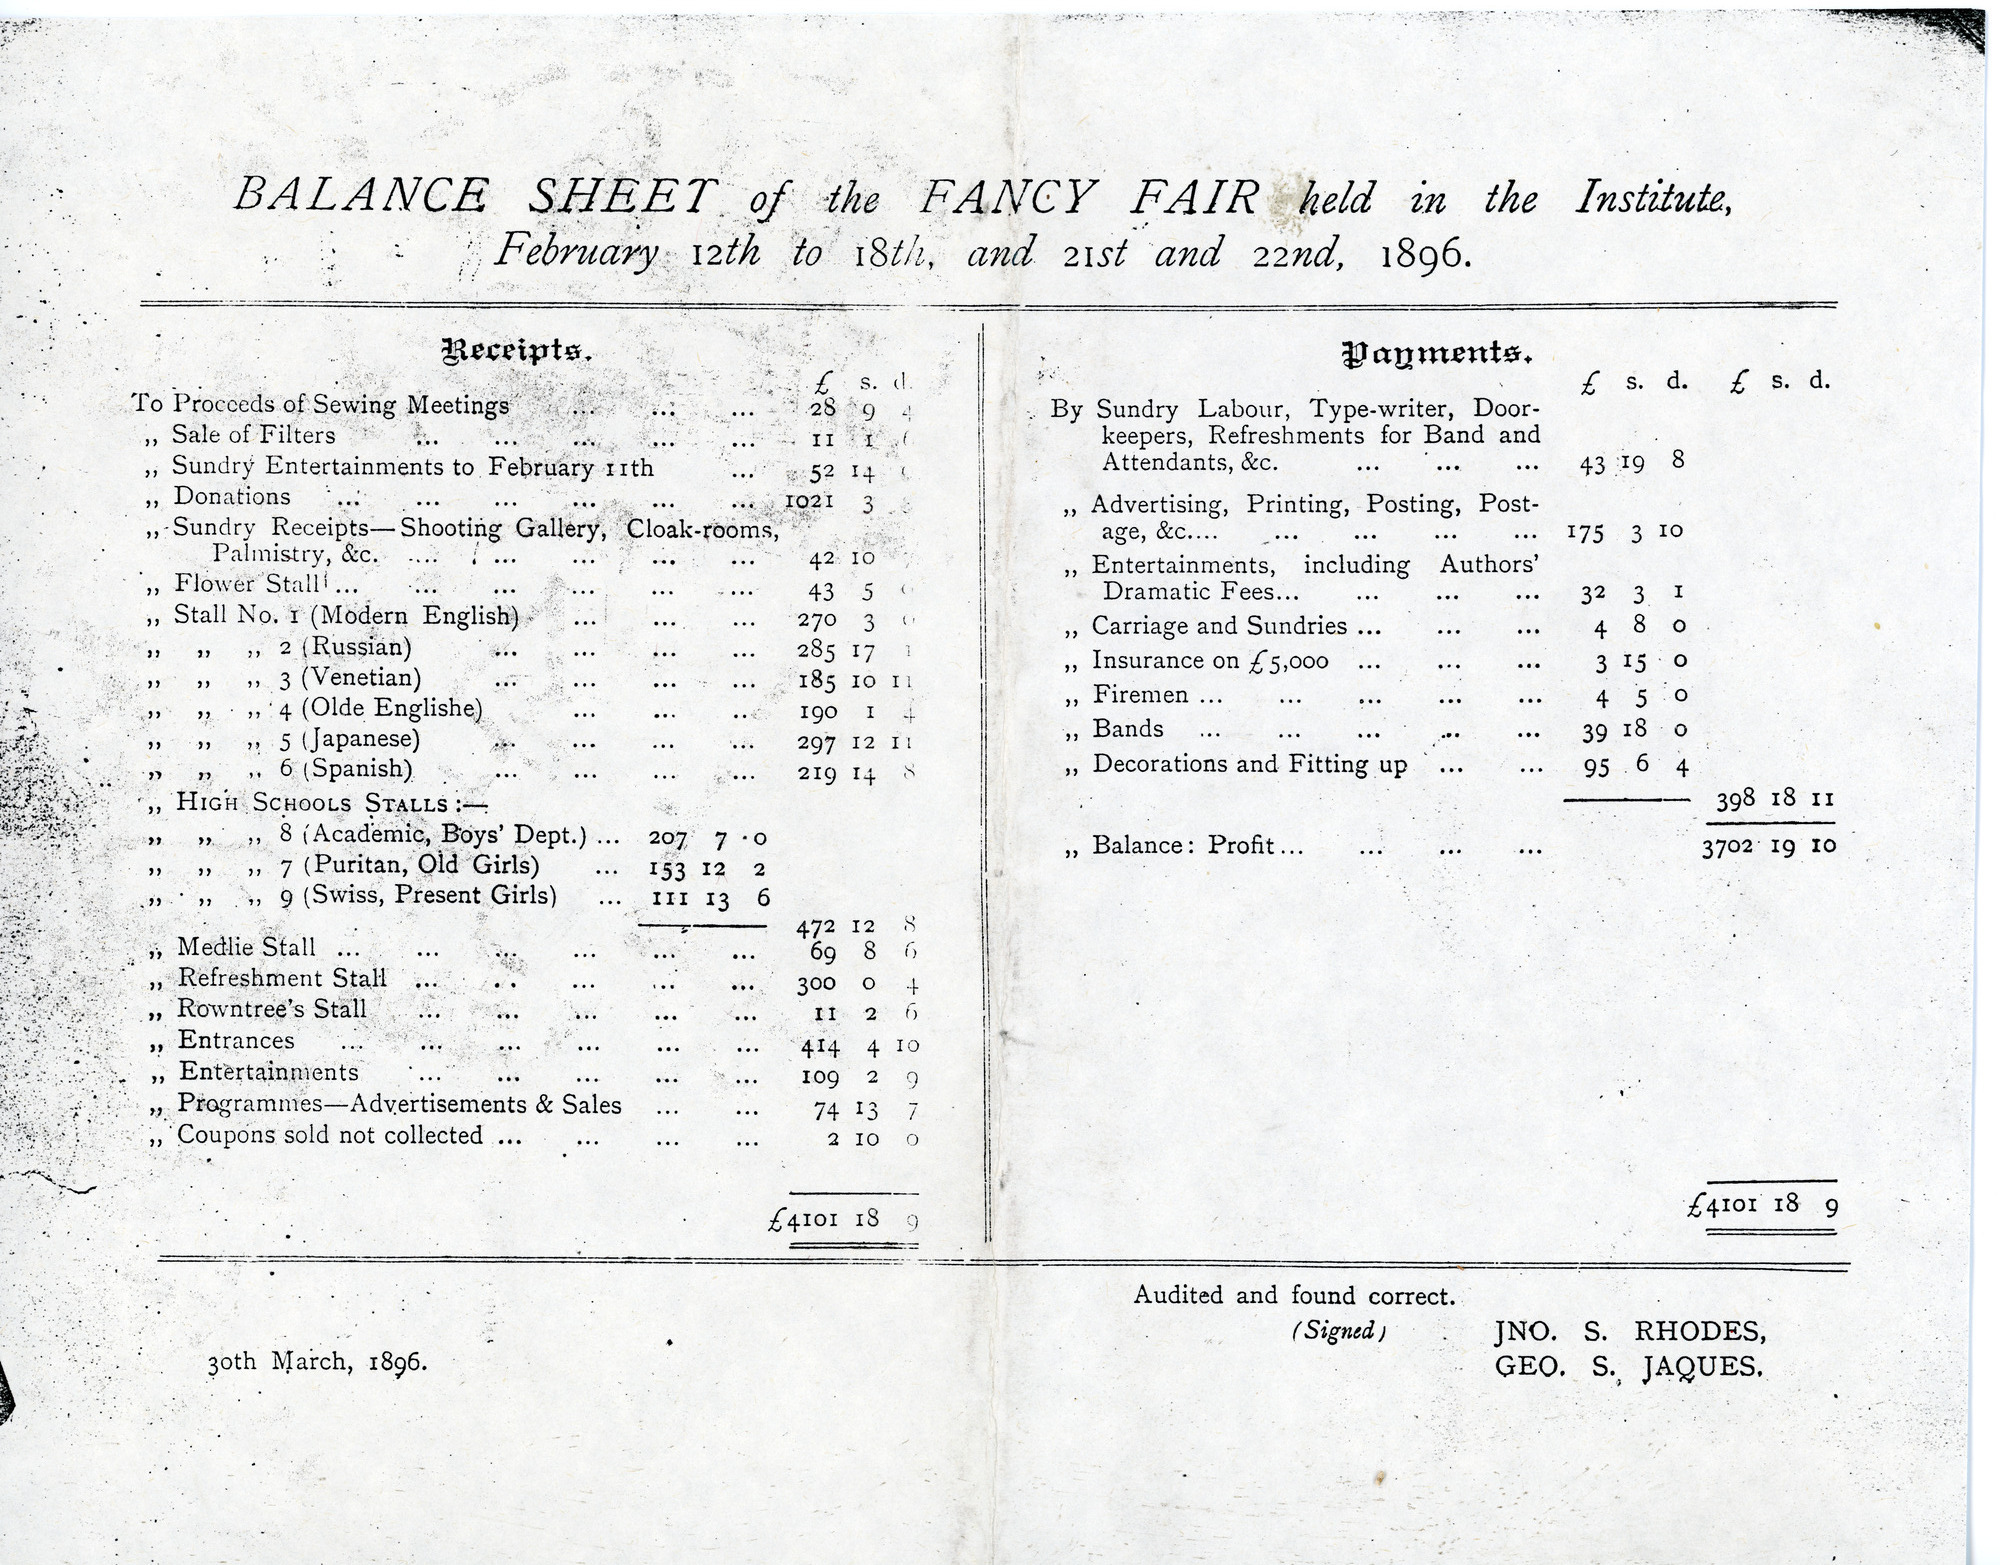 BALANCE SHEET of the FANCY FAIR held in the Institute,
February 12th to 18th, and 21st and 22nd, 1896.
Receipts.
£ s. d.
To Proceeds of Sewing Meetings ... ... ... 28 9 4
„ Sale of Filters ... ... ... ... ... 11 1
„ Sundry Entertainments to February 11th ... 52 14
„ Donations ... ... ... ... ... ... 1021 3
„ Sundry Receipts—Shooting Gallery, Cloak-rooms,
Palmistry, &c. .... ... ... ... ... 42 10
„ Flower Stall ... ... ... ... ... ... 43 5
„ Stall No. 1 (Modern English) ... ... ... 270 3
„ „ „ 2 (Russian) ... ... ... ... 285 17
„ „ „ 3 (Venetian) ... ... ... ... 185 10 11
„ „ „ 4 (Olde Englishe) ... ... ... 190 1 4
„ „ „ 5 (Japanese) ... ... ... ... 297 12 11
„ „ „ 6 (Spanish) ... ... ... ... 219 14 8
„ HIGH SCHOOLS STALLS:—
„ „ „ 8 (Academic, Boys' Dept.) ... 207 7 0
„ „ „ 7 (Puritan, Old Girls) ... 153 12 2
„ „ „ 9 (Swiss, Present Girls) ... 111 13 6
472 12 8
„ Medlie Stall ... ... ... ... ... ... 69 8 6
„ Refreshment Stall ... ... ... ... ... 300 0 4
„ Rowntree's Stall ... ... ... ... ... 11 2 6
„ Entrances ... ... ... ... ... ... 414 4 10
„ Entertainments ... ... ... ... ... 109 2 9
„ Programmes—Advertisements & Sales ... ... 74 13 7
„ Coupons sold not collected ... ... ... ... 2 10 0
£4101 18 9
Payments.
£ s. d. £ s. d.
By Sundry Labour, Type-writer, Door-
keepers, Refreshments for Band and
Attendants, &c. ... ... ... 43 19 8
„ Advertising, Printing, Posting, Post-
age, &c.... ... ... ... ... 175 3 10
„ Entertainments, including Authors'
Dramatic Fees... ... ... ... 32 3 1
„ Carriage and Sundries ... ... ... 4 8 0
„ Insurance on £5,000 ... ... ... 3 15 0
„ Firemen ... ... ... ... ... 4 5 0
„ Bands ... ... ... ... ... 39 18 0
„ Decorations and Fitting up ... ... 95 6 4
398 18 11
„ Balance: Profit ... ... ... ... 3702 19 10
£4101 18 9
Audited and found correct.
(Signed) JNO. S. RHODES,
GEO. S. JAQUES.
30th March, 1896.